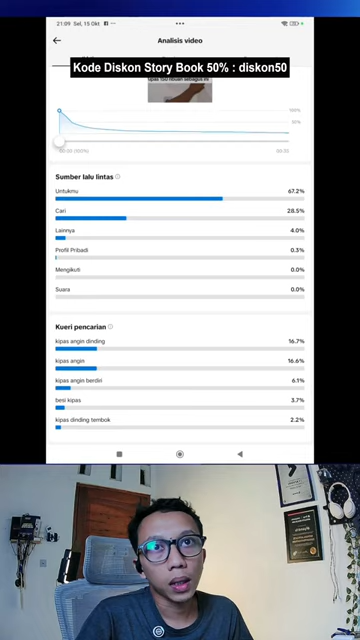 21:09 Sel, 15 Okt
Analisis video
Kode Diskon Story Book 50% : diskon50
kipas 150 ribuan sebagus ini
100%
50%
00:00 (100%)
00:35
Sumber lalu lintas
Untukmu 67.2%
Cari 28.5%
Lainnya 4.0%
Profil Pribadi 0.3%
Mengikuti 0.0%
Suara 0.0%
Kueri pencarian
kipas angin dinding 16.7%
kipas angin 16.6%
kipas angin berdiri 6.1%
besi kipas 3.7%
kipas dinding tembok 2.2%